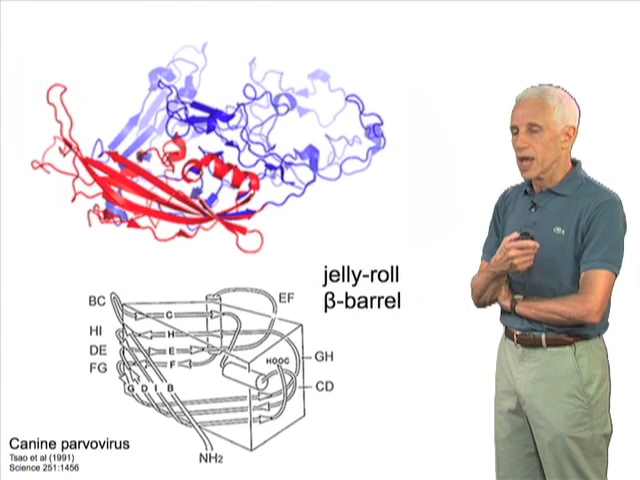 jelly-roll
β-barrel
BC
C
EF
HI
H
DE
E
FG
F
HOOC
GH
CD
G D I B
NH₂
Canine parvovirus
Tsao et al (1991)
Science 251:1456